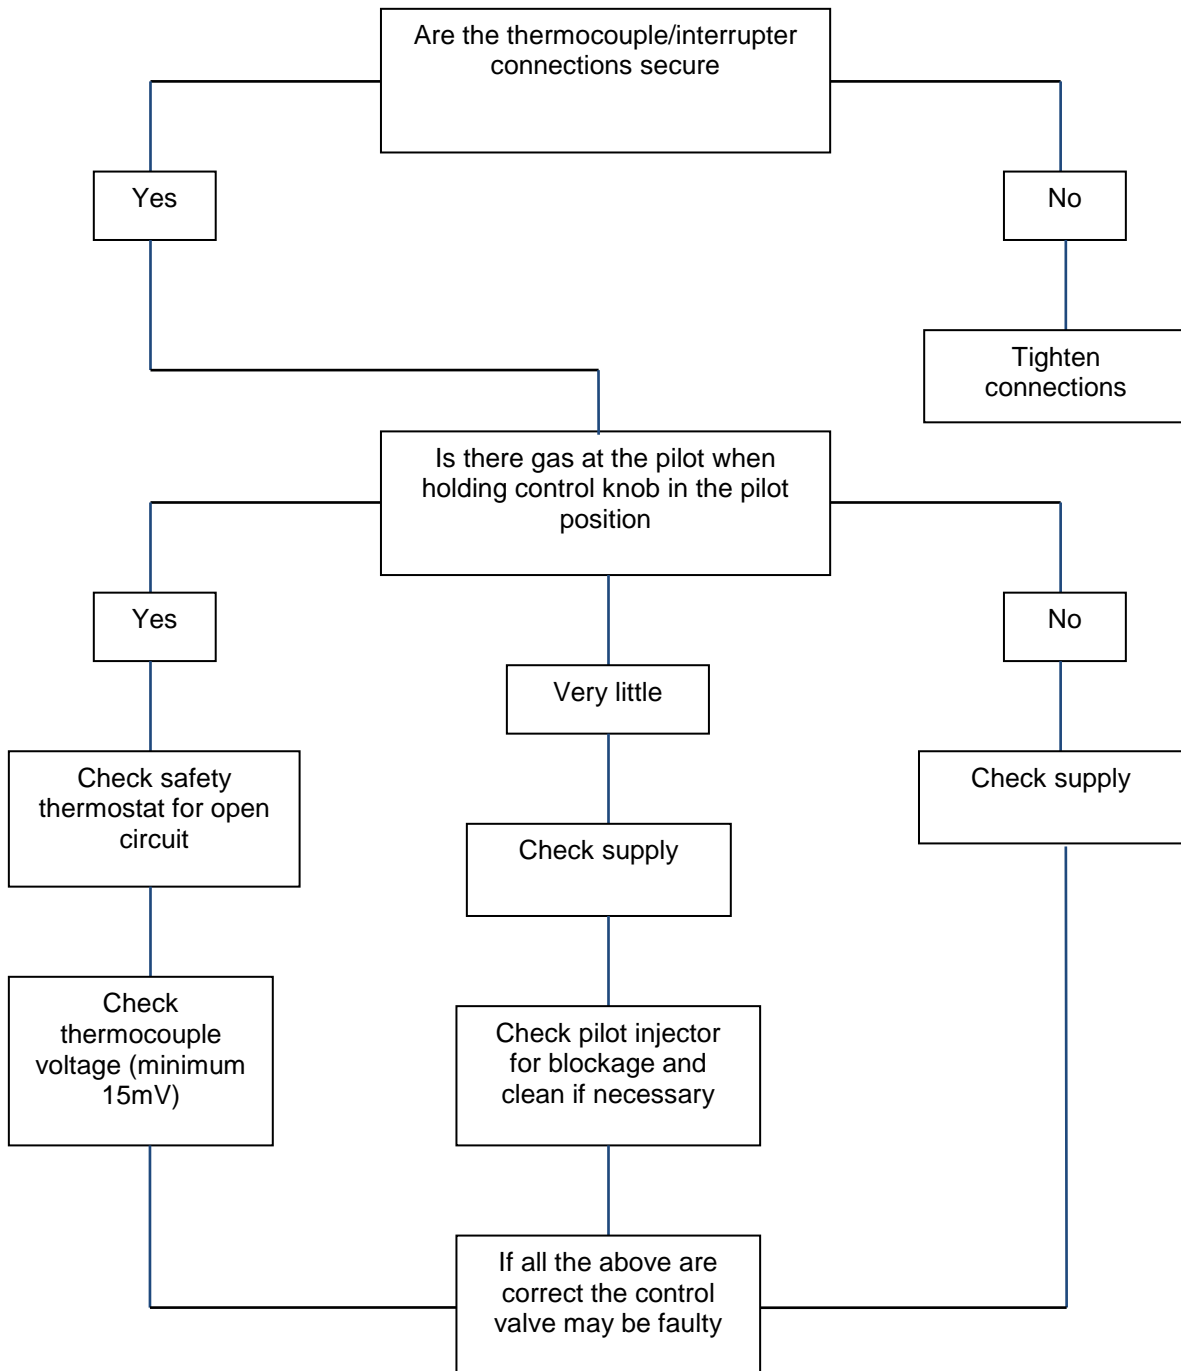 Are the thermocouple/interrupter
connections secure
Yes
No
Tighten
connections
Is there gas at the pilot when
holding control knob in the pilot
position
Yes
No
Very little
Check safety
thermostat for open
circuit
Check supply
Check supply
Check
thermocouple
voltage (minimum
15mV)
Check pilot injector
for blockage and
clean if necessary
If all the above are
correct the control
valve may be faulty